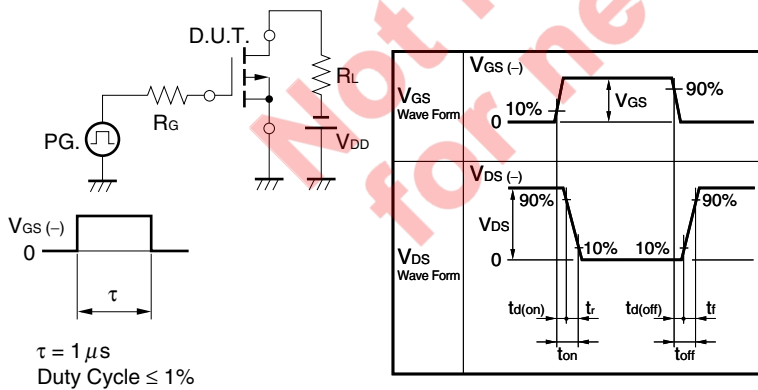 Not
for ne
D.U.T.
RG
RL
PG.
VDD
VGS (−)
0
τ
τ = 1 μs
Duty Cycle ≤ 1%
VGS
Wave Form
VGS (−)
10%
VGS
90%
0
VDS
Wave Form
VDS (−)
90%
VDS
10%
10%
90%
0
td(on)
tr
td(off)
tf
ton
toff